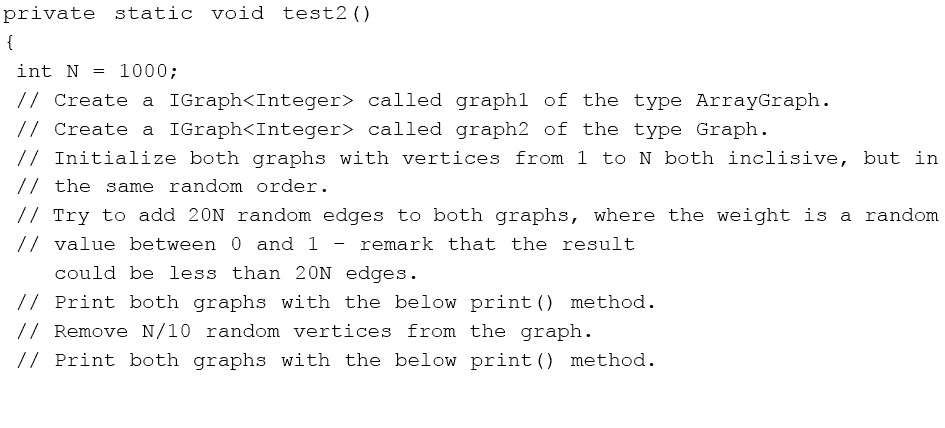 private static void test2()
{
int N = 1000;
// Create a IGraph<Integer> called graph1 of the type ArrayGraph.
// Create a IGraph<Integer> called graph2 of the type Graph.
// Initialize both graphs with vertices from 1 to N both inclisive, but in
// the same random order.
// Try to add 20N random edges to both graphs, where the weight is a random
// value between 0 and 1 – remark that the result
could be less than 20N edges.
// Print both graphs with the below print() method.
// Remove N/10 random vertices from the graph.
// Print both graphs with the below print() method.